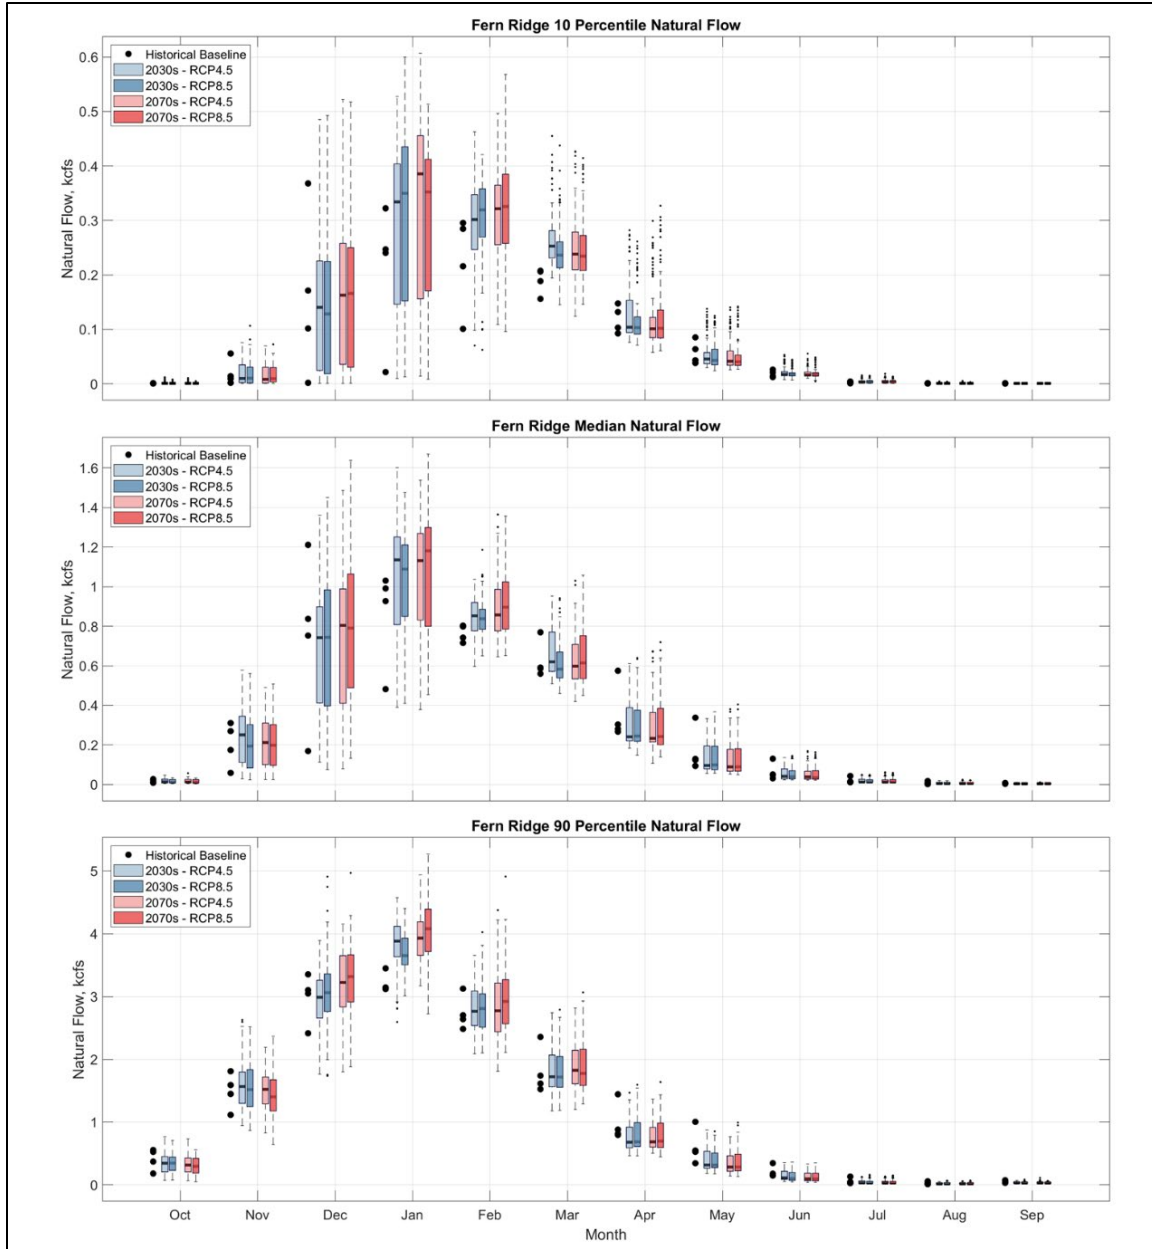 Fern Ridge 10 Percentile Natural Flow
Historical Baseline
2030s - RCP4.5
2030s - RCP8.5
2070s - RCP4.5
2070s - RCP8.5
Natural Flow, kcfs
0.6
0.5
0.4
0.3
0.2
0.1
0
Fern Ridge Median Natural Flow
Historical Baseline
2030s - RCP4.5
2030s - RCP8.5
2070s - RCP4.5
2070s - RCP8.5
Natural Flow, kcfs
1.6
1.4
1.2
1
0.8
0.6
0.4
0.2
0
Fern Ridge 90 Percentile Natural Flow
Historical Baseline
2030s - RCP4.5
2030s - RCP8.5
2070s - RCP4.5
2070s - RCP8.5
Natural Flow, kcfs
5
4
3
2
1
0
Oct Nov Dec Jan Feb Mar Apr May Jun Jul Aug Sep
Month